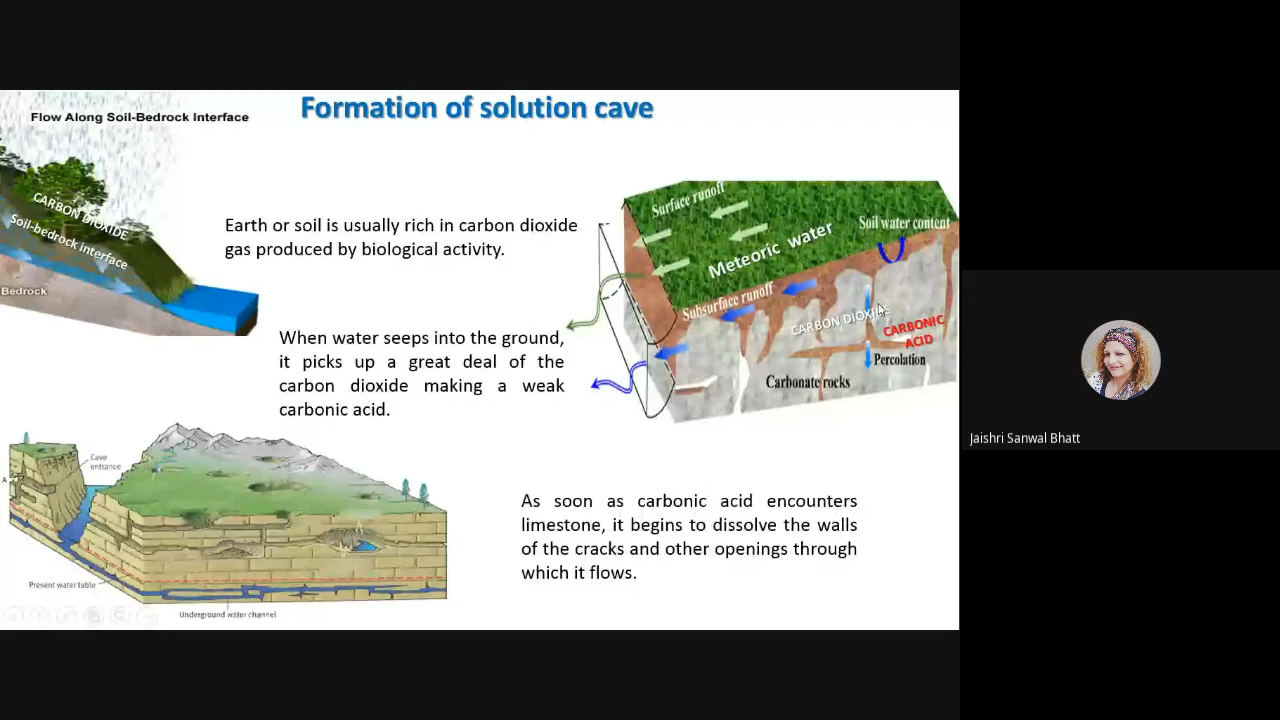 Formation of solution cave
Flow Along Soil-Bedrock Interface
CARBON DIOXIDE
Soil-bedrock interface
Bedrock
Earth or soil is usually rich in carbon dioxide
gas produced by biological activity.
Surface runoff
Soil water content
Meteoric water
Subsurface runoff
CARBON DIOXIDE
CARBONIC
ACID
Percolation
Carbonate rocks
When water seeps into the ground,
it picks up a great deal of the
carbon dioxide making a weak
carbonic acid.
Cave
entrance
A
Present water table
Underground water channel
As soon as carbonic acid encounters
limestone, it begins to dissolve the walls
of the cracks and other openings through
which it flows.
Jaishri Sanwal Bhatt